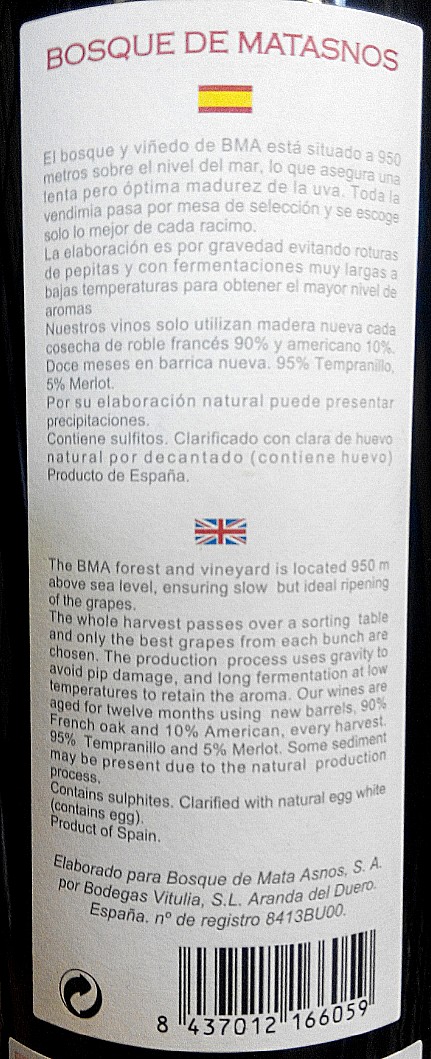 BOSQUE DE MATASNOS
El bosque y viñedo de BMA está situado a 950
metros sobre el nivel del mar, lo que asegura una
lenta pero óptima madurez de la uva. Toda la
vendimia pasa por mesa de selección y se escoge
solo lo mejor de cada racimo.
La elaboración es por gravedad evitando roturas
de pepitas y con fermentaciones muy largas a
bajas temperaturas para obtener el mayor nivel de
aromas
Nuestros vinos solo utilizan madera nueva cada
cosecha de roble francés 90% y americano 10%.
Doce meses en barrica nueva. 95% Tempranillo,
5% Merlot.
Por su elaboración natural puede presentar
precipitaciones.
Contiene sulfitos. Clarificado con clara de huevo
natural por decantado (contiene huevo)
Producto de España.
The BMA forest and vineyard is located 950 m
above sea level, ensuring slow but ideal ripening
of the grapes.
The whole harvest passes over a sorting table
and only the best grapes from each bunch are
chosen. The production process uses gravity to
avoid pip damage, and long fermentation at low
temperatures to retain the aroma. Our wines are
aged for twelve months using new barrels, 90%
French oak and 10% American, every harvest.
95% Tempranillo and 5% Merlot. Some sediment
may be present due to the natural production
process.
Contains sulphites. Clarified with natural egg white
(contains egg).
Product of Spain.
Elaborado para Bosque de Mata Asnos, S. A.
por Bodegas Vitulia, S.L. Aranda del Duero.
España. nº de registro 8413BU00.
8 437012 166059